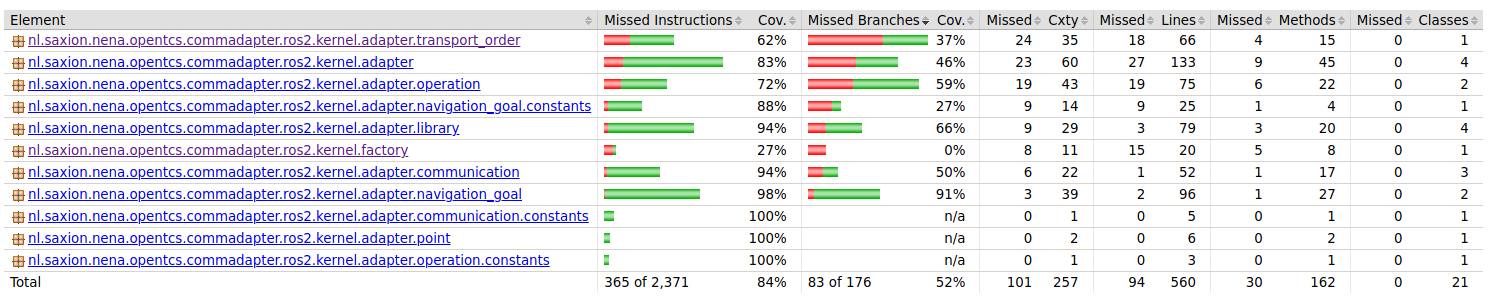 Element Missed Instructions Cov. Missed Branches Cov. Missed Cxty Missed Lines Missed Methods Missed Classes
nl.saxion.nena.opentcs.commadapter.ros2.kernel.adapter.transport_order 62% 37% 24 35 18 66 4 15 0 1
nl.saxion.nena.opentcs.commadapter.ros2.kernel.adapter 83% 46% 23 60 27 133 9 45 0 4
nl.saxion.nena.opentcs.commadapter.ros2.kernel.adapter.operation 72% 59% 19 43 19 75 6 22 0 2
nl.saxion.nena.opentcs.commadapter.ros2.kernel.adapter.navigation_goal.constants 88% 27% 9 14 9 25 1 4 0 1
nl.saxion.nena.opentcs.commadapter.ros2.kernel.adapter.library 94% 66% 9 29 3 79 3 20 0 4
nl.saxion.nena.opentcs.commadapter.ros2.kernel.factory 27% 0% 8 11 15 20 5 8 0 1
nl.saxion.nena.opentcs.commadapter.ros2.kernel.adapter.communication 94% 50% 6 22 1 52 1 17 0 3
nl.saxion.nena.opentcs.commadapter.ros2.kernel.adapter.navigation_goal 98% 91% 3 39 2 96 1 27 0 2
nl.saxion.nena.opentcs.commadapter.ros2.kernel.adapter.communication.constants 100% n/a 0 1 0 5 0 1 0 1
nl.saxion.nena.opentcs.commadapter.ros2.kernel.adapter.point 100% n/a 0 2 0 6 0 2 0 1
nl.saxion.nena.opentcs.commadapter.ros2.kernel.adapter.operation.constants 100% n/a 0 1 0 3 0 1 0 1
Total 365 of 2,371 84% 83 of 176 52% 101 257 94 560 30 162 0 21